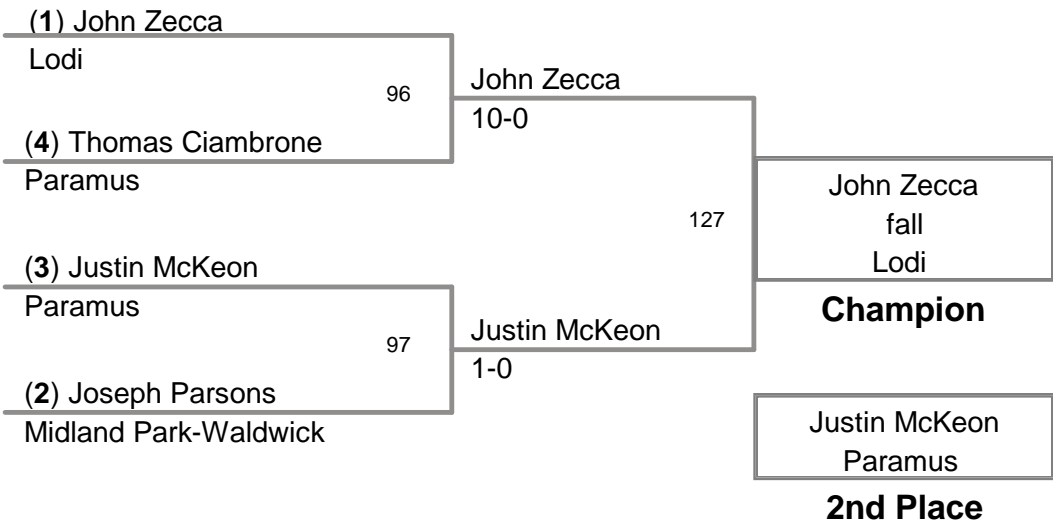 (1) John Zecca
Lodi
96
(4) Thomas Ciambrone
Paramus
(3) Justin McKeon
Paramus
97
(2) Joseph Parsons
Midland Park-Waldwick
John Zecca
10-0
127
Justin McKeon
1-0
John Zecca
fall
Lodi
Champion
Justin McKeon
Paramus
2nd Place